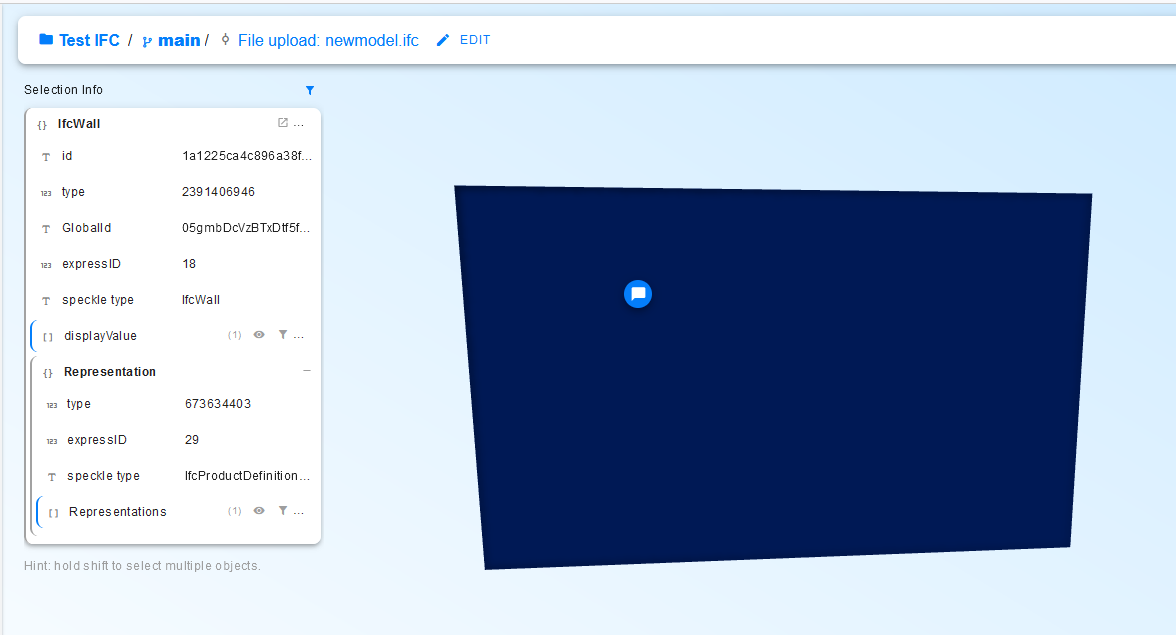 Test IFC / main / File upload: newmodel.ifc EDIT
Selection Info
{} IfcWall ...
T id 1a1225ca4c896a38f...
123 type 2391406946
T GlobalId 05gmbDcVzBTxDtf5f...
123 expressID 18
T speckle type IfcWall
[] displayValue (1) ...
{} Representation –
123 type 673634403
123 expressID 29
T speckle type IfcProductDefinition...
[] Representations (1) ...
Hint: hold shift to select multiple objects.